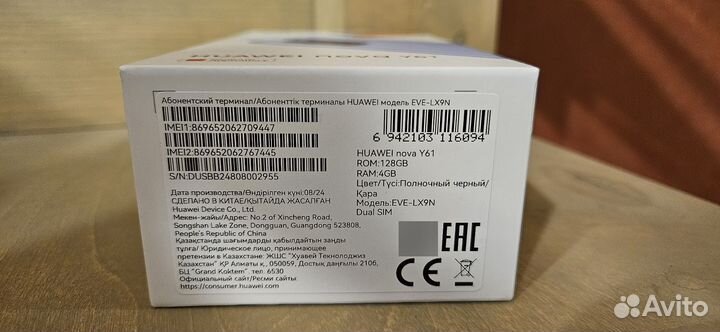 HUAWEI nova Y61
Абонентский терминал/Абоненттік терминалы HUAWEI модель EVE-LX9N
IMEI1:869652062709447
IMEI2:869652062767445
S/N:DUSBB24808002955
6 942103 116094
HUAWEI nova Y61
ROM:128GB
RAM:4GB
Цвет/Түсі:Полночный черный/
Қара
Модель:EVE-LX9N
Dual SIM
Дата производства/Өндірілген күні:08/24
СДЕЛАНО В КИТАЕ/ҚЫТАЙДА ЖАСАЛҒАН
Huawei Device Co., Ltd.
Мекен-жайы/Адрес: No.2 of Xincheng Road,
Songshan Lake Zone, Dongguan, Guangdong 523808,
People's Republic of China
Қазақстанда шағымдарды қабылдайтын заңды
тұлға/ Юридическое лицо, принимающее
претензии в Казахстане: ЖШС "Хуавей Текнолоджиз
Казахстан" ҚР Алматы қ., 050059, Достық даңғылы 210б,
БЦ "Grand Koktem" тел. 6530
Официальный сайт/Ресми сайты:
https://consumer.huawei.com
EAC
CE
Avito